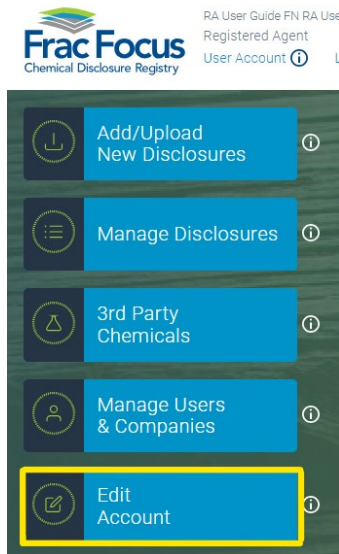 RA User Guide FN RA Use
Registered Agent
Frac Focus
Chemical Disclosure Registry
User Account
Add/Upload
New Disclosures
Manage Disclosures
3rd Party
Chemicals
Manage Users
& Companies
Edit
Account